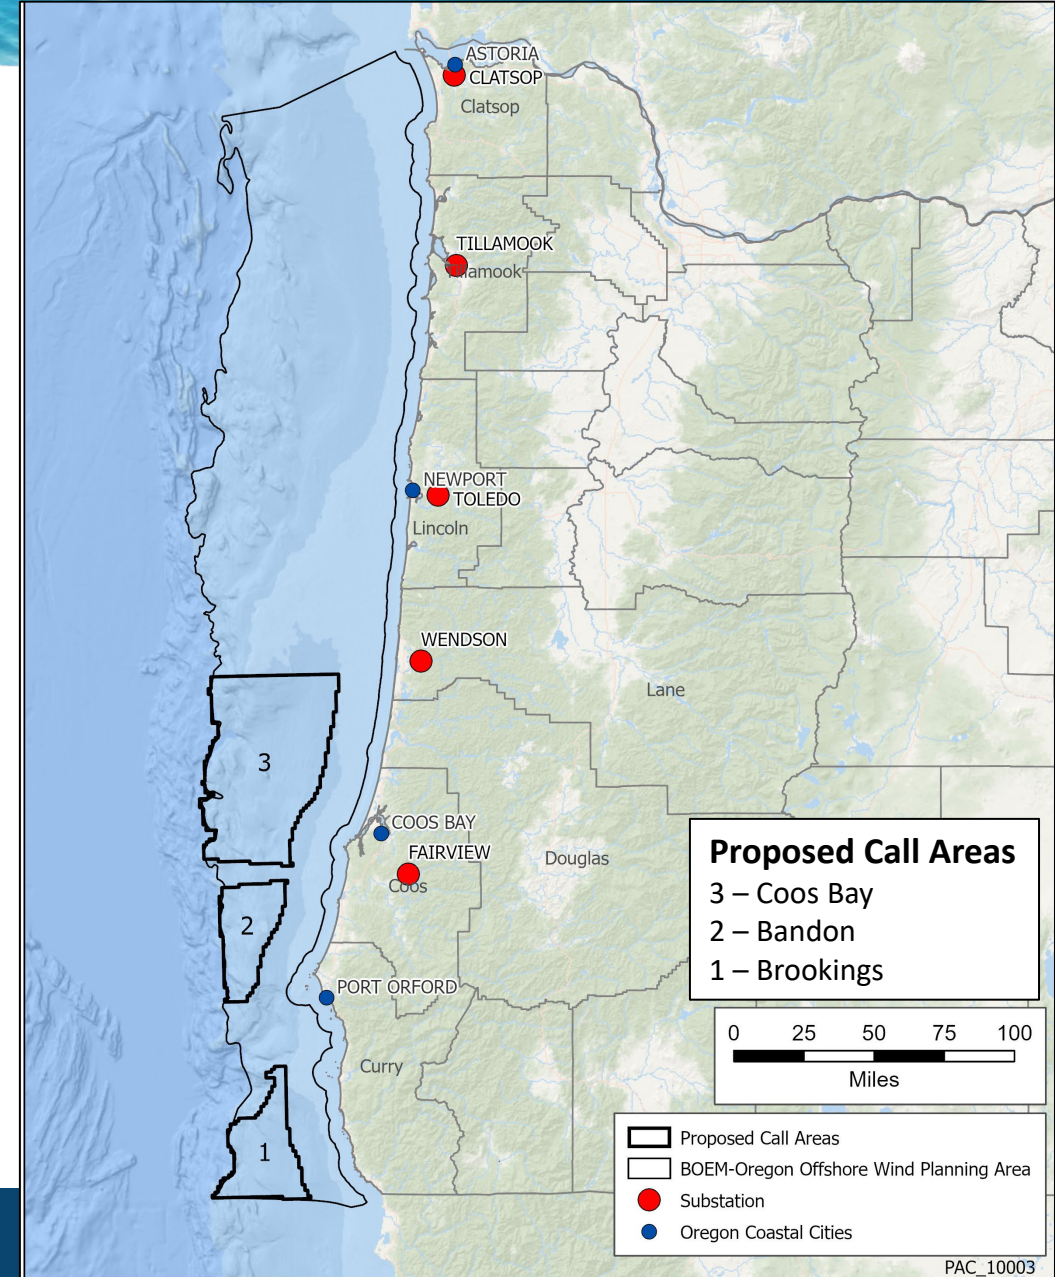 ASTORIA
CLATSOP
Clatsop
TILLAMOOK
Tillamook
NEWPORT
TOLEDO
Lincoln
WENDSON
Lane
3
COOS BAY
FAIRVIEW
Coos
Douglas
2
PORT ORFORD
Curry
1
Proposed Call Areas
3 – Coos Bay
2 – Bandon
1 – Brookings
0 25 50 75 100
Miles
Proposed Call Areas
BOEM-Oregon Offshore Wind Planning Area
Substation
Oregon Coastal Cities
PAC_10003